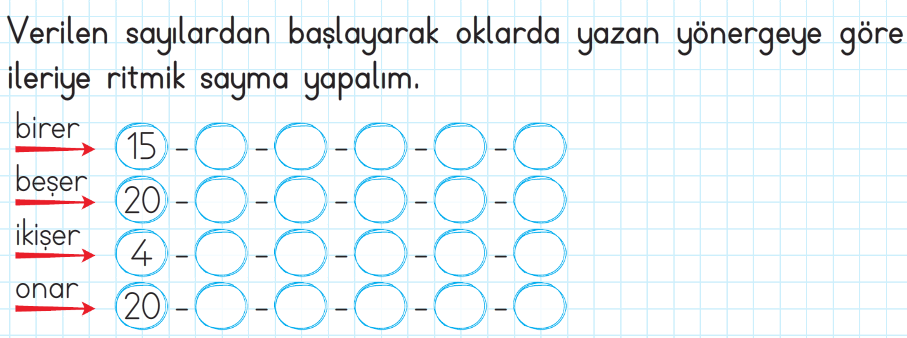 Verilen sayılardan başlayarak oklarda yazan yönergeye göre
ileriye ritmik sayma yapalım.
birer 15 - - - - -
beşer 20 - - - - -
ikişer 4 - - - - -
onar 20 - - - - -